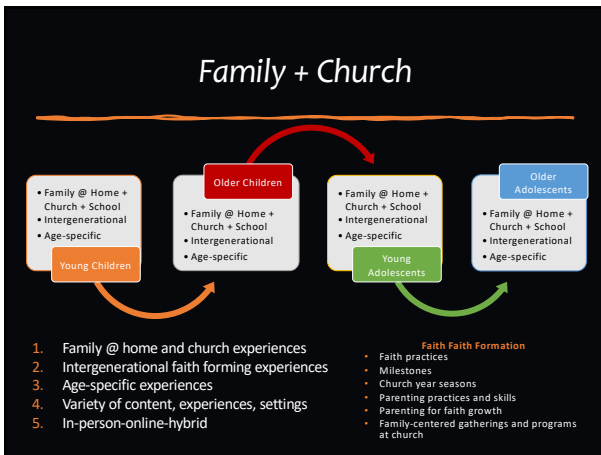 Family + Church
• Family @ Home +
Church + School
• Intergenerational
• Age-specific
Young Children
Older Children
• Family @ Home +
Church + School
• Intergenerational
• Age-specific
• Family @ Home +
Church + School
• Intergenerational
• Age-specific
Young
Adolescents
Older
Adolescents
• Family @ Home +
Church + School
• Intergenerational
• Age-specific
1. Family @ home and church experiences
2. Intergenerational faith forming experiences
3. Age-specific experiences
4. Variety of content, experiences, settings
5. In-person-online-hybrid
Faith Faith Formation
• Faith practices
• Milestones
• Church year seasons
• Parenting practices and skills
• Parenting for faith growth
• Family-centered gatherings and programs
at church